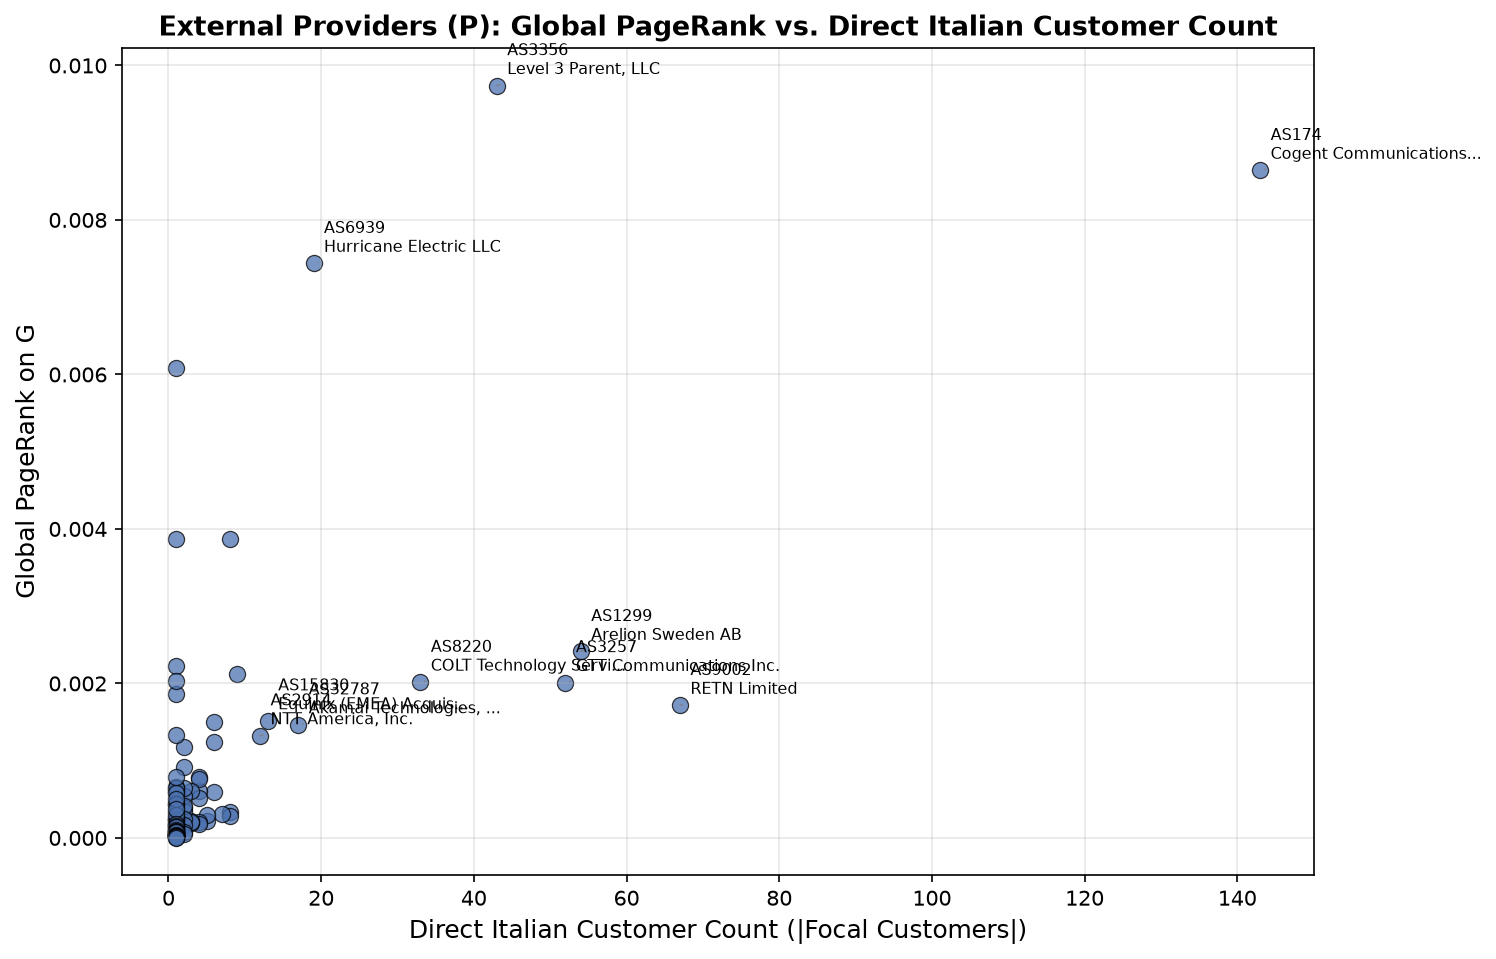 External Providers (P): Global PageRank vs. Direct Italian Customer Count
AS3356
Level 3 Parent, LLC
AS174
Cogent Communications...
AS6939
Hurricane Electric LLC
AS1299
Arelion Sweden AB
AS8220
COLT Technology Servi...
AS3257
GTT Communications Inc.
AS9002
RETN Limited
AS15830
Equinix (EMEA) Acquis...
AS32787
Akamai Technologies, ...
AS2914
NTT America, Inc.
Global PageRank on G
0.010
0.008
0.006
0.004
0.002
0.000
0
20
40
60
80
100
120
140
Direct Italian Customer Count (|Focal Customers|)